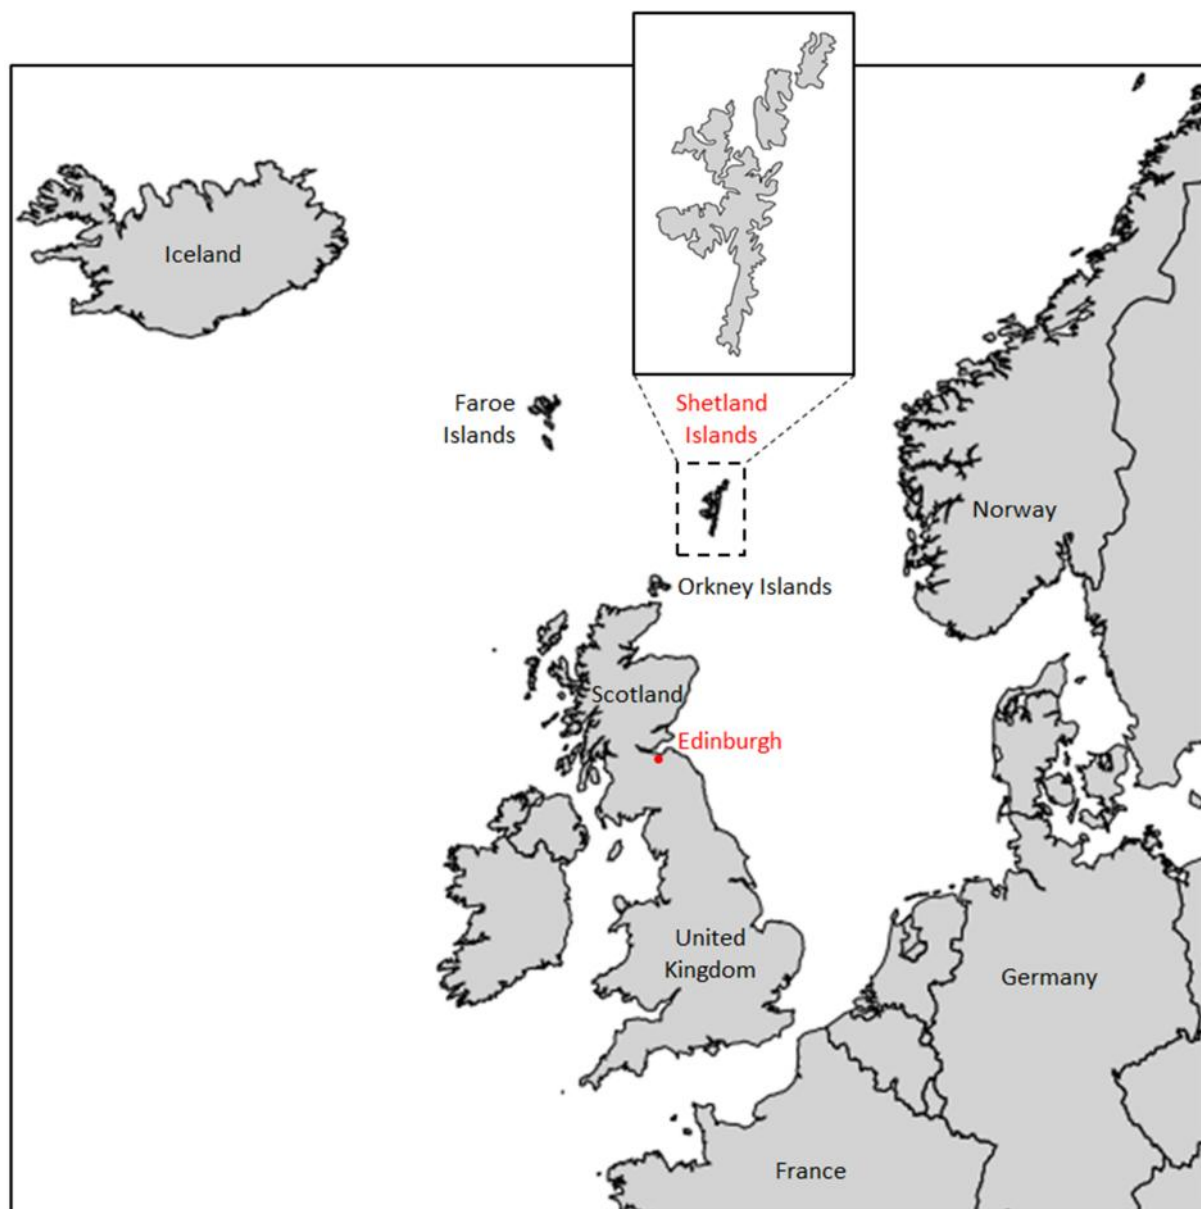 Iceland
Faroe
Islands
Shetland
Islands
Norway
Orkney Islands
Scotland
Edinburgh
United
Kingdom
Germany
France